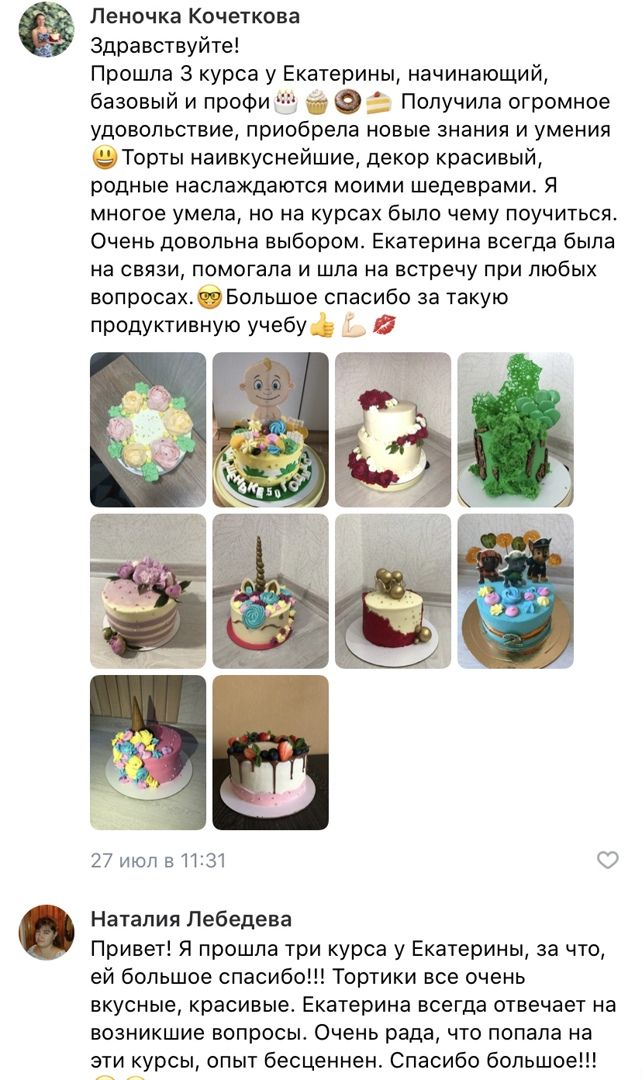 Леночка Кочеткова
Здравствуйте!
Прошла 3 курса у Екатерины, начинающий,
базовый и профи🎂🧁🍩🍰 Получила огромное
удовольствие, приобрела новые знания и умения
😃Торты наивкуснейшие, декор красивый,
родные наслаждаются моими шедеврами. Я
многое умела, но на курсах было чему поучиться.
Очень довольна выбором. Екатерина всегда была
на связи, помогала и шла на встречу при любых
вопросах.🤓Большое спасибо за такую
продуктивную учебу👍💪🏻💋
27 июл в 11:31
Наталия Лебедева
Привет! Я прошла три курса у Екатерины, за что,
ей большое спасибо!!! Тортики все очень
вкусные, красивые. Екатерина всегда отвечает на
возникшие вопросы. Очень рада, что попала на
эти курсы, опыт бесценнен. Спасибо большое!!!